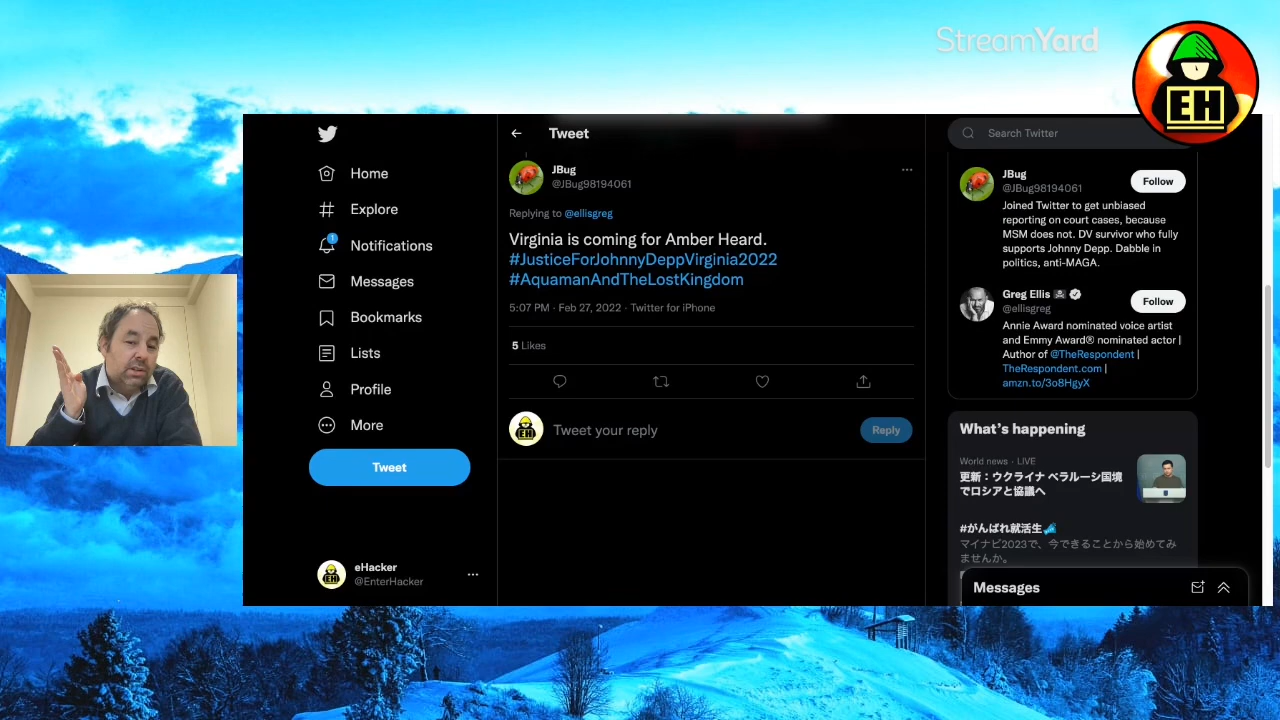 StreamYard
EH
Home
Explore
1
Notifications
Messages
Bookmarks
Lists
Profile
More
Tweet
eHacker
@EnterHacker
Tweet
JBug
@JBug98194061
Replying to @ellisgreg
Virginia is coming for Amber Heard.
#JusticeForJohnnyDeppVirginia2022
#AquamanAndTheLostKingdom
5:07 PM · Feb 27, 2022 · Twitter for iPhone
5 Likes
EH
Tweet your reply
Reply
Search Twitter
JBug
@JBug98194061
Follow
Joined Twitter to get unbiased
reporting on court cases, because
MSM does not. DV survivor who fully
supports Johnny Depp. Dabble in
politics, anti-MAGA.
Greg Ellis
@ellisgreg
Follow
Annie Award nominated voice artist
and Emmy Award® nominated actor |
Author of @TheRespondent |
TheRespondent.com |
amzn.to/3o8HgyX
What's happening
World news · LIVE
更新：ウクライナ ベラルーシ国境
でロシアと協議へ
#がんばれ就活生
マイナビ2023で、今できることから始めてみ
ませんか。
Messages
EH